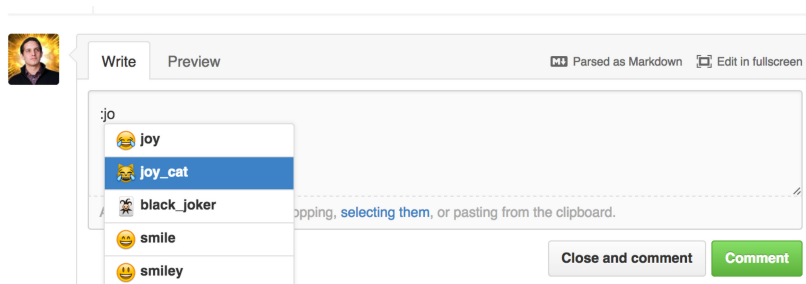 Write Preview Parsed as Markdown Edit in fullscreen
:jo
joy
joy_cat
black_joker
opping, selecting them, or pasting from the clipboard.
smile
Close and comment Comment
smiley